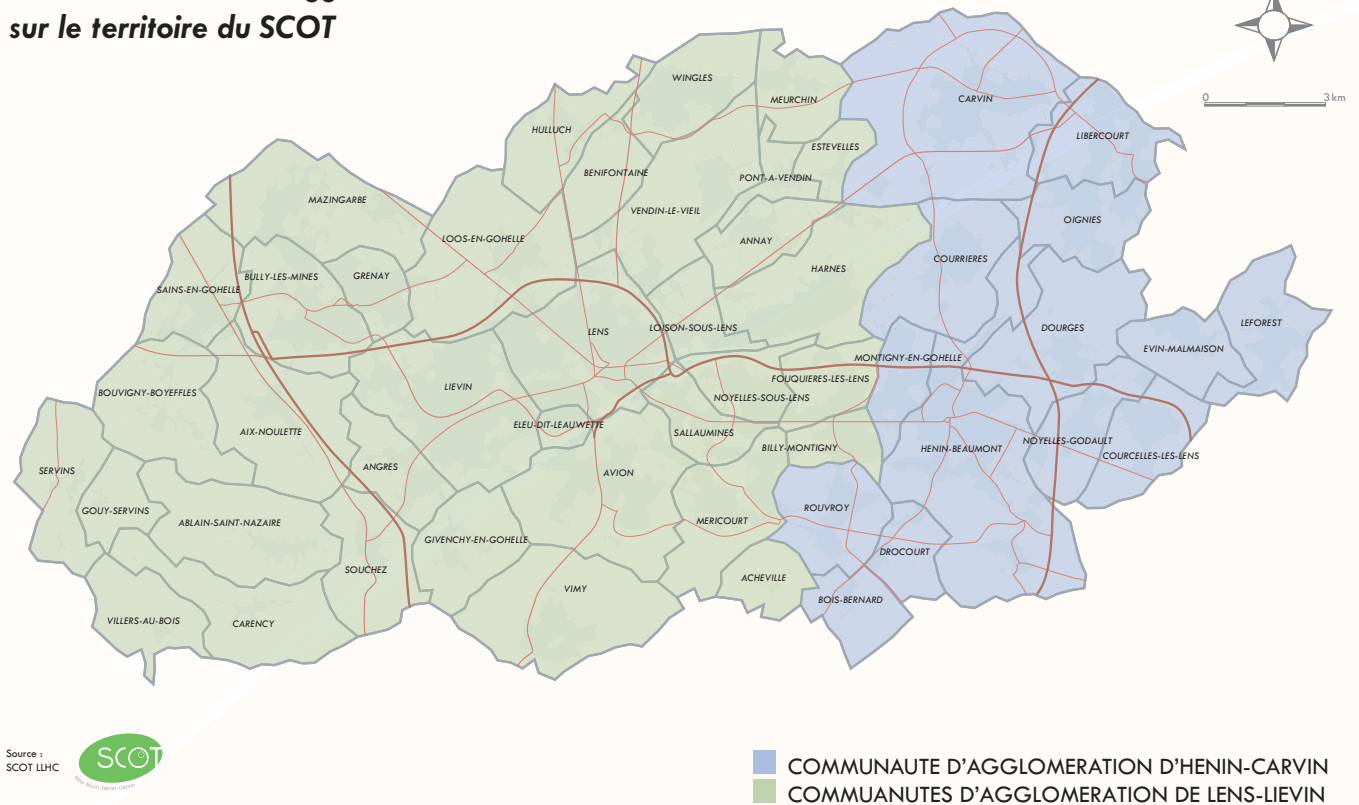 sur le territoire du SCOT
0 3 km
WINGLES
MEURCHIN
CARVIN
HULLUCH
LIBERCOURT
ESTEVELLES
BENIFONTAINE
PONT-A-VENDIN
MAZINGARBE
VENDIN-LE-VIEIL
OIGNIES
LOOS-EN-GOHELLE
ANNAY
COURRIERES
HARNES
BULLY-LES-MINES
GRENAY
SAINS-EN-GOHELLE
LEFOREST
LENS
LOISON-SOUS-LENS
DOURGES
EVIN-MALMAISON
MONTIGNY-EN-GOHELLE
FOUQUIERES-LES-LENS
LIEVIN
BOUVIGNY-BOYEFFLES
NOYELLES-SOUS-LENS
ELEU-DIT-LEAUWETTE
AIX-NOULETTE
SALLAUMINES
NOYELLES-GODAULT
BILLY-MONTIGNY
HENIN-BEAUMONT
COURCELLES-LES-LENS
ANGRES
SERVINS
AVION
GOUY-SERVINS
ROUVROY
ABLAIN-SAINT-NAZAIRE
MERICOURT
GIVENCHY-EN-GOHELLE
DROCOURT
SOUCHEZ
ACHEVILLE
VIMY
BOIS-BERNARD
VILLERS-AU-BOIS
CARENCY
Source :
SCOT LLHC
SCOT
lens-liévin-hénin-carvin
COMMUNAUTE D'AGGLOMERATION D'HENIN-CARVIN
COMMUANUTES D'AGGLOMERATION DE LENS-LIEVIN